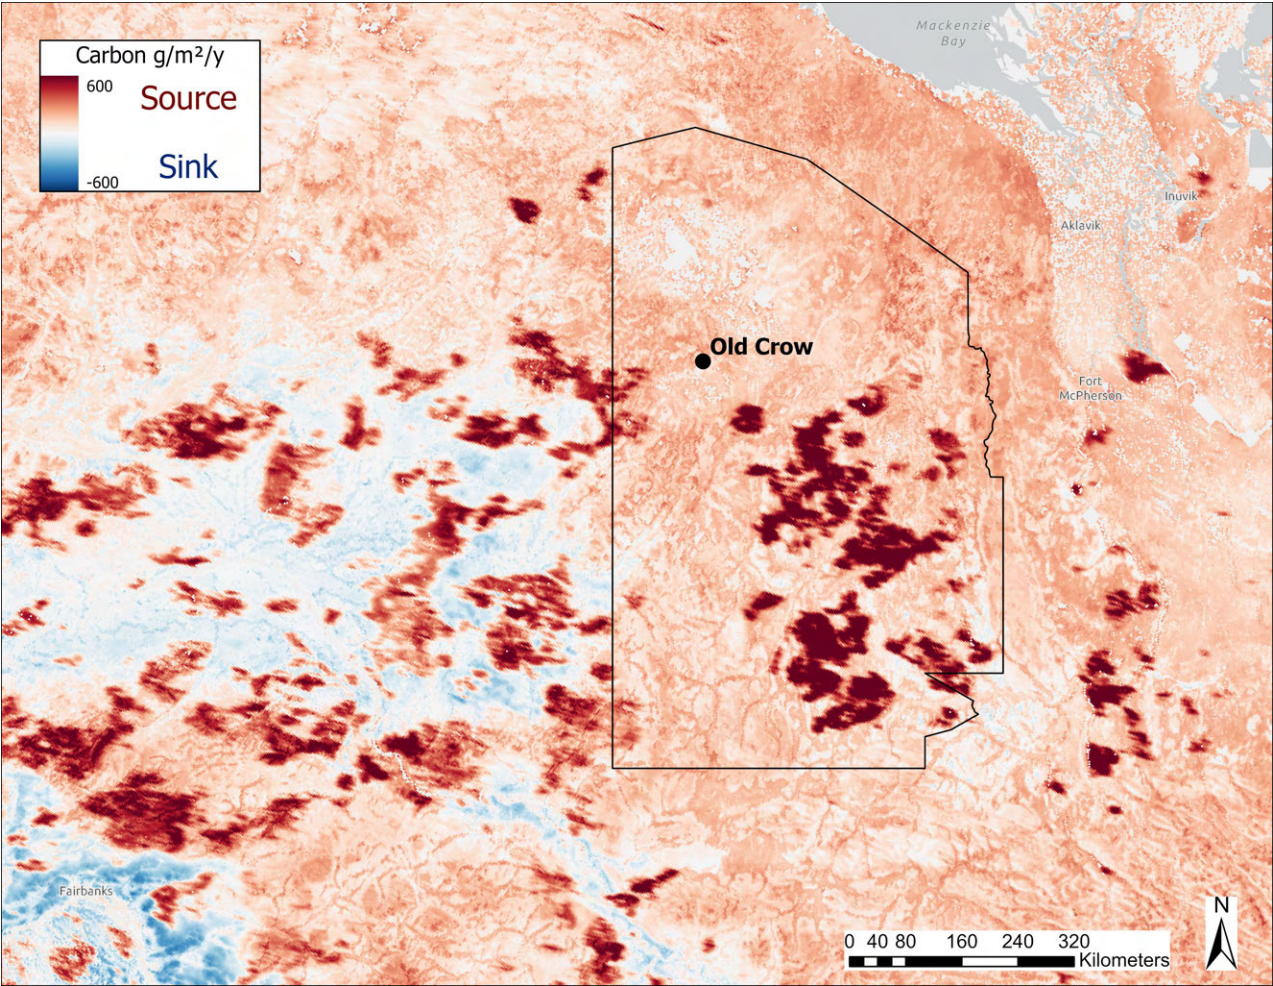 Mackenzie
Bay
Carbon g/m²/y
600
Source
Sink
-600
Inuvik
Aklavik
Old Crow
Fort
McPherson
Fairbanks
N
0 40 80 160 240 320
Kilometers